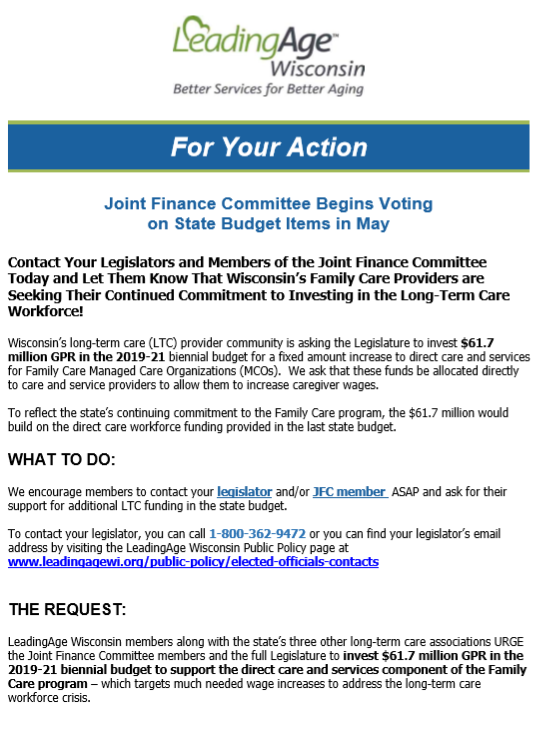 LeadingAge™
Wisconsin
Better Services for Better Aging
For Your Action
Joint Finance Committee Begins Voting
on State Budget Items in May
Contact Your Legislators and Members of the Joint Finance Committee
Today and Let Them Know That Wisconsin's Family Care Providers are
Seeking Their Continued Commitment to Investing in the Long-Term Care
Workforce!
Wisconsin's long-term care (LTC) provider community is asking the Legislature to invest $61.7
million GPR in the 2019-21 biennial budget for a fixed amount increase to direct care and services
for Family Care Managed Care Organizations (MCOs).  We ask that these funds be allocated directly
to care and service providers to allow them to increase caregiver wages.
To reflect the state's continuing commitment to the Family Care program, the $61.7 million would
build on the direct care workforce funding provided in the last state budget.
WHAT TO DO:
We encourage members to contact your legislator and/or JFC member  ASAP and ask for their
support for additional LTC funding in the state budget.
To contact your legislator, you can call 1-800-362-9472 or you can find your legislator's email
address by visiting the LeadingAge Wisconsin Public Policy page at
www.leadingagewi.org/public-policy/elected-officials-contacts
THE REQUEST:
LeadingAge Wisconsin members along with the state's three other long-term care associations URGE
the Joint Finance Committee members and the full Legislature to invest $61.7 million GPR in the
2019-21 biennial budget to support the direct care and services component of the Family
Care program – which targets much needed wage increases to address the long-term care
workforce crisis.